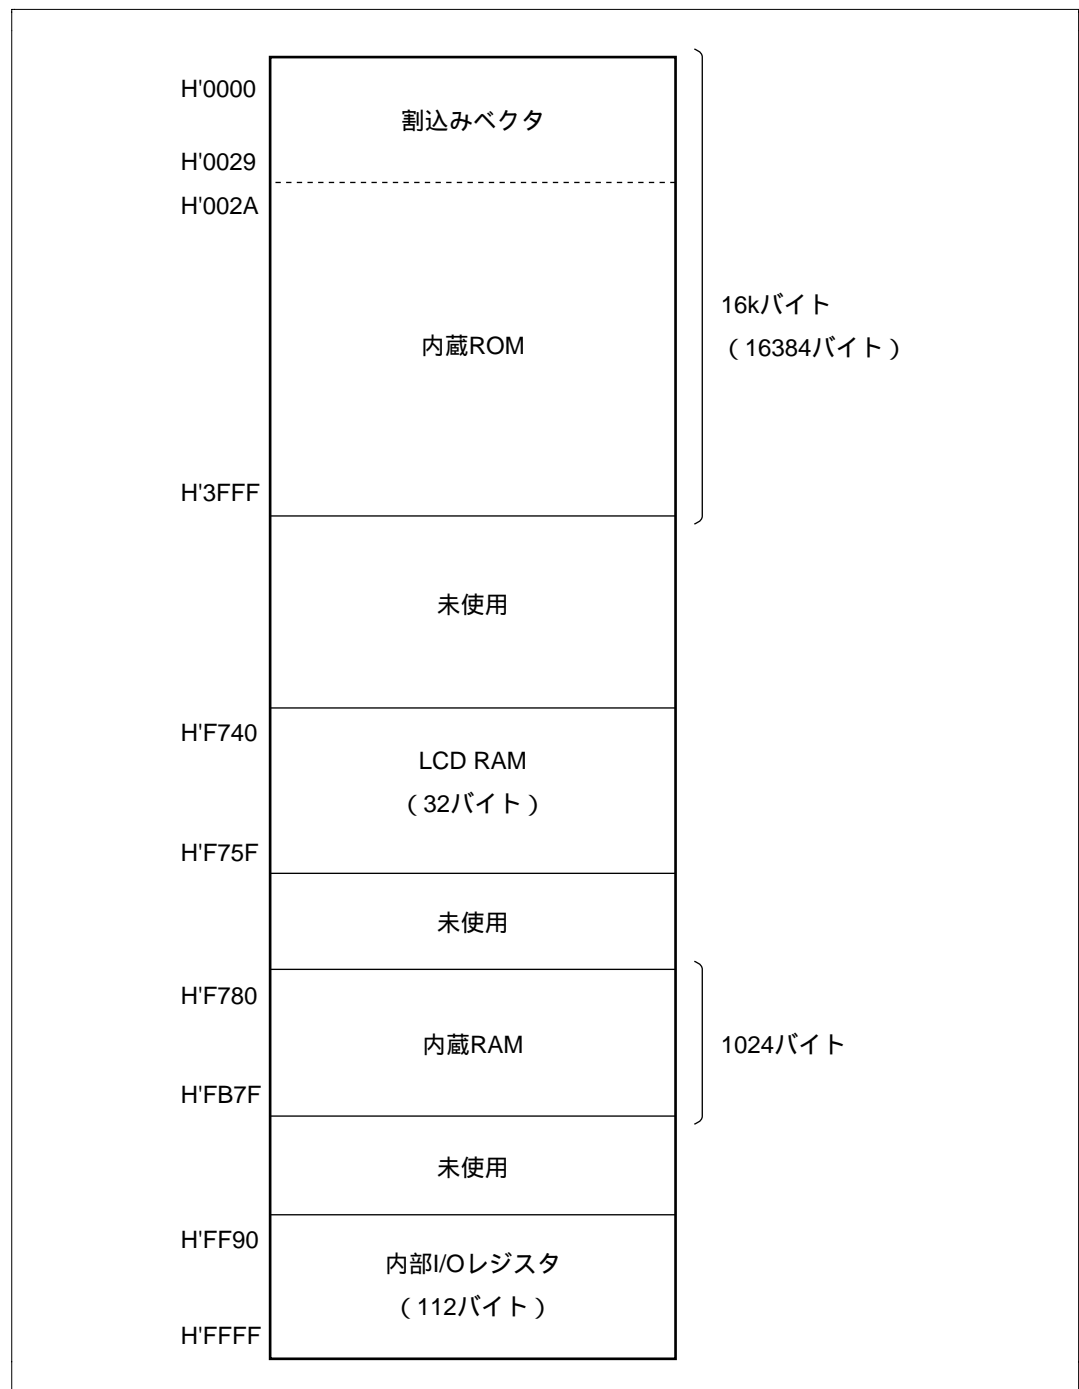 H'0000
割込みベクタ
H'0029
H'002A
16kバイト
内蔵ROM
（16384バイト）
H'3FFF
未使用
H'F740
LCD RAM
（32バイト）
H'F75F
未使用
H'F780
内蔵RAM
1024バイト
H'FB7F
未使用
H'FF90
内部I/Oレジスタ
（112バイト）
H'FFFF